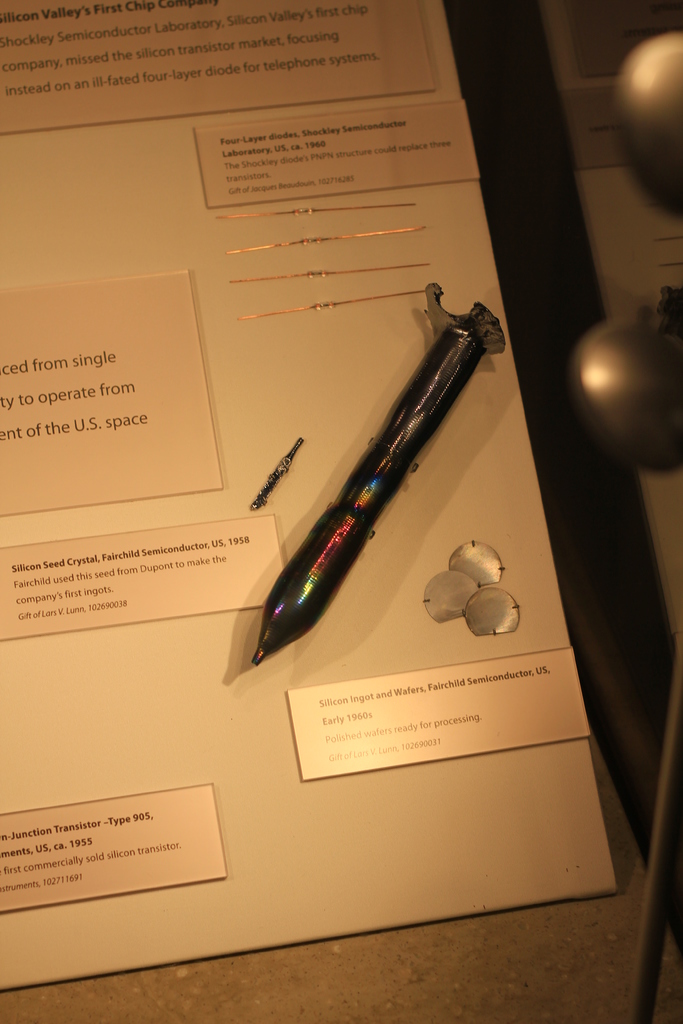 Silicon Valley's First Chip Company
Shockley Semiconductor Laboratory, Silicon Valley's first chip
company, missed the silicon transistor market, focusing
instead on an ill-fated four-layer diode for telephone systems.
Four-Layer diodes, Shockley Semiconductor
Laboratory, US, ca. 1960
The Shockley diode's PNPN structure could replace three
transistors.
Gift of Jacques Beaudouin, 102716285
ced from single
ty to operate from
ent of the U.S. space
Silicon Seed Crystal, Fairchild Semiconductor, US, 1958
Fairchild used this seed from Dupont to make the
company's first ingots.
Gift of Lars V. Lunn, 102690038
Silicon Ingot and Wafers, Fairchild Semiconductor, US,
Early 1960s
Polished wafers ready for processing.
Gift of Lars V. Lunn, 102690031
n-Junction Transistor –Type 905,
ments, US, ca. 1955
first commercially sold silicon transistor.
struments, 102711691